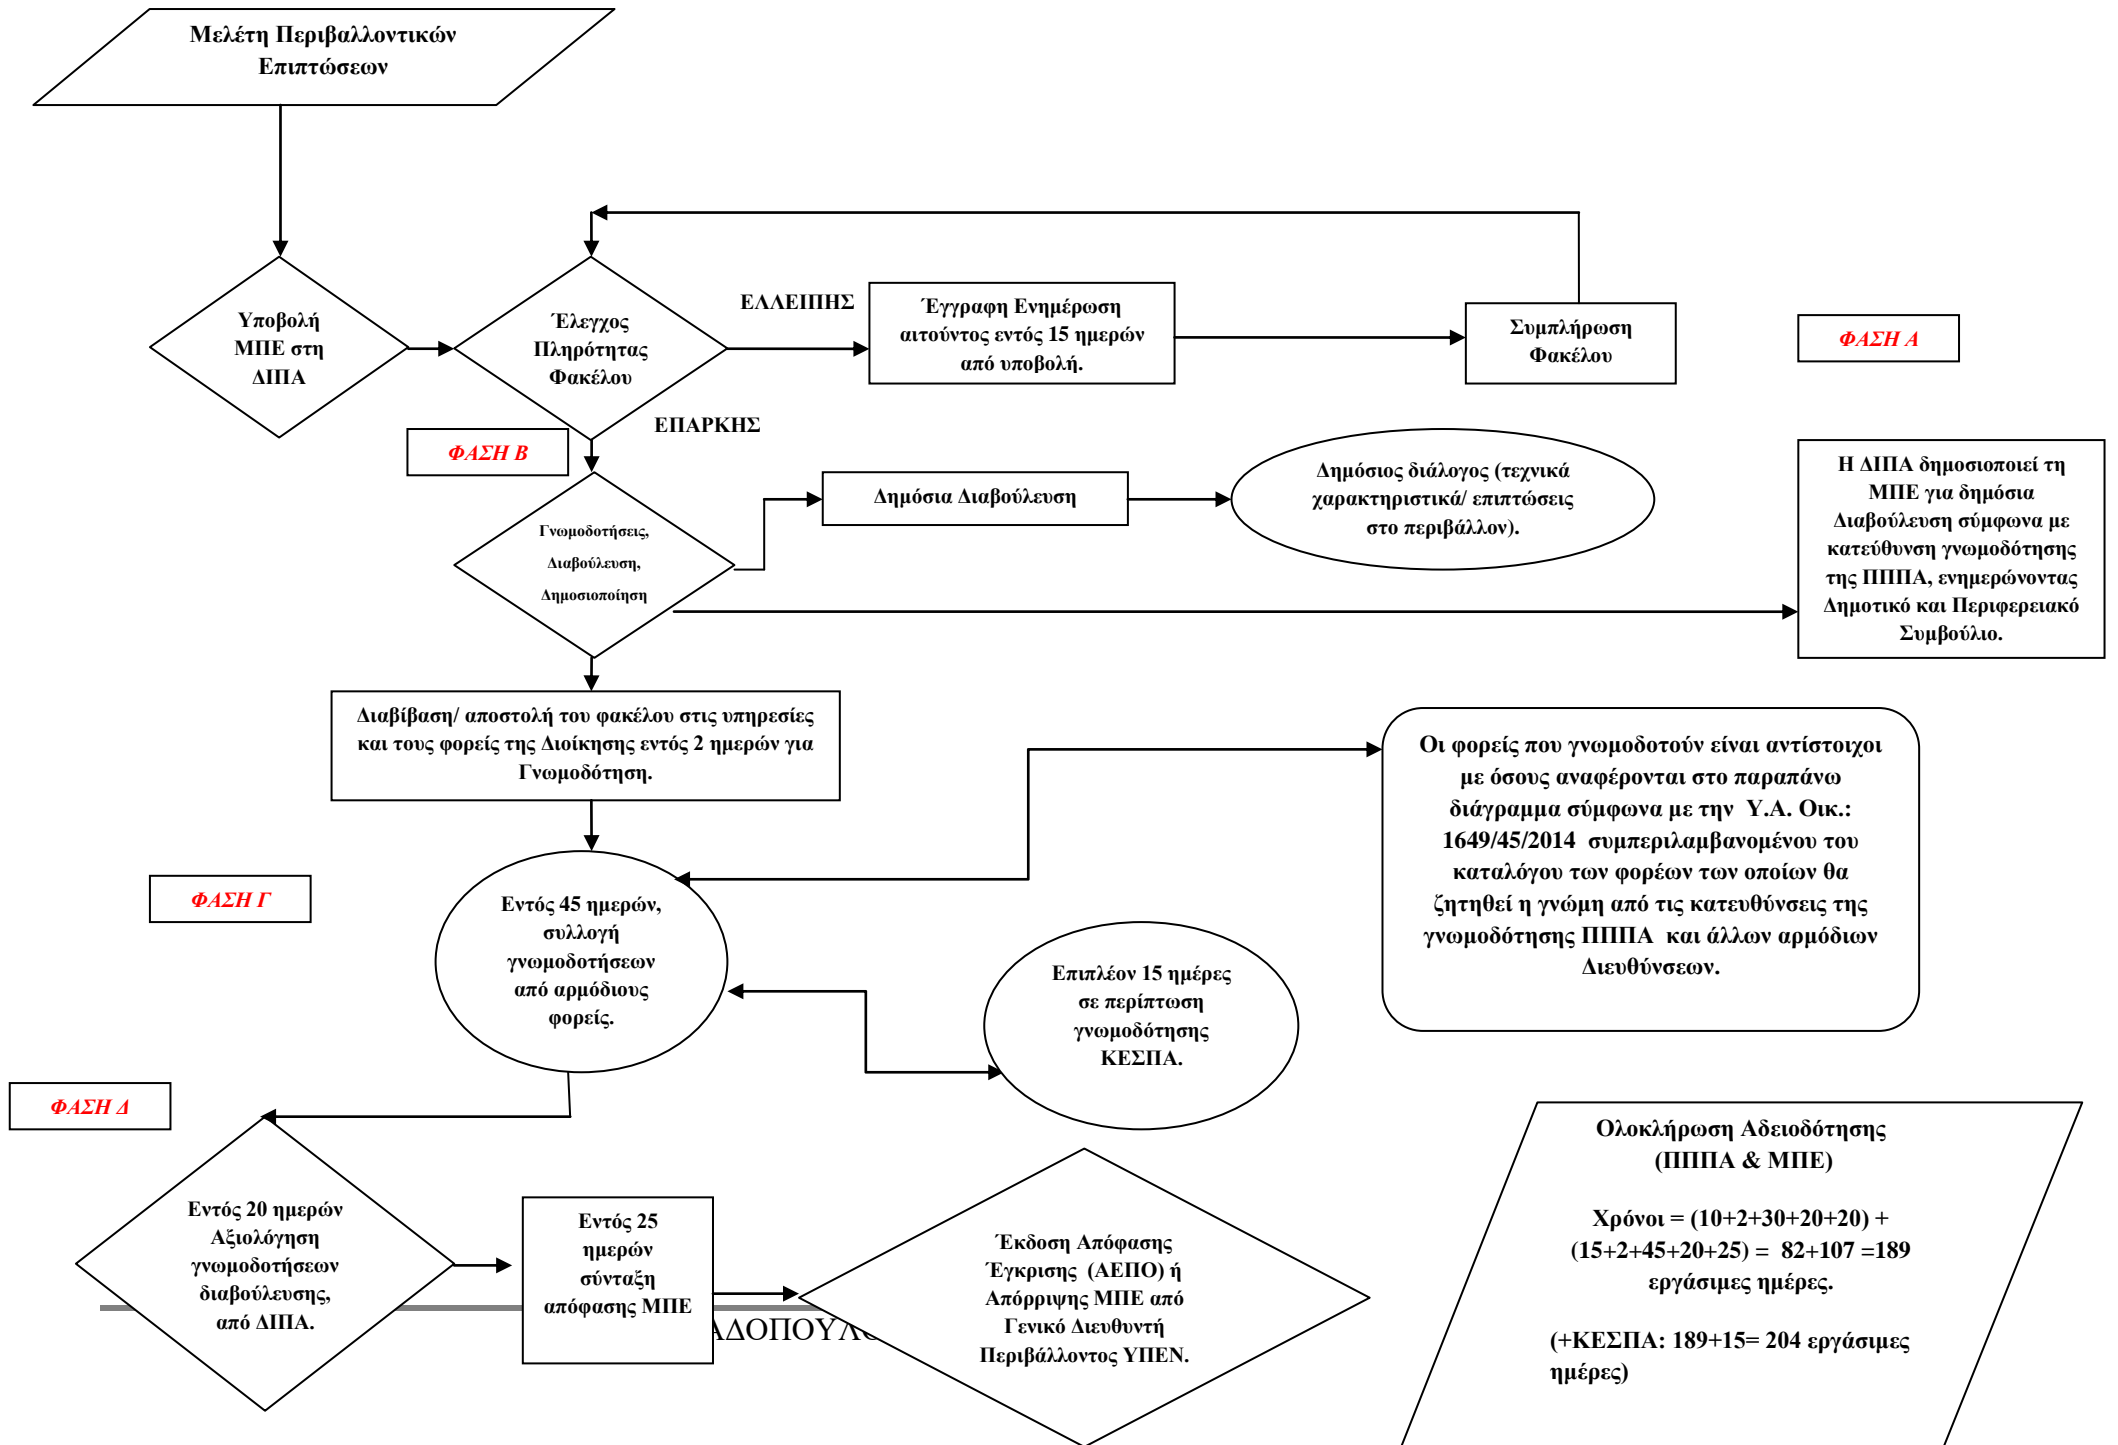 Μελέτη Περιβαλλοντικών
Επιπτώσεων
Υποβολή
ΜΠΕ στη
ΔΙΠΑ
Έλεγχος
Πληρότητας
Φακέλου
ΕΛΛΕΙΠΗΣ
Έγγραφη Ενημέρωση
αιτούντος εντός 15 ημερών
από υποβολή.
Συμπλήρωση
Φακέλου
ΦΑΣΗ Α
ΕΠΑΡΚΗΣ
ΦΑΣΗ Β
Γνωμοδοτήσεις,
Διαβούλευση,
Δημοσιοποίηση
Δημόσια Διαβούλευση
Δημόσιος διάλογος (τεχνικά
χαρακτηριστικά/ επιπτώσεις
στο περιβάλλον).
Η ΔΙΠΑ δημοσιοποιεί τη
ΜΠΕ για δημόσια
Διαβούλευση σύμφωνα με
κατεύθυνση γνωμοδότησης
της ΠΠΠΑ, ενημερώνοντας
Δημοτικό και Περιφερειακό
Συμβούλιο.
Διαβίβαση/ αποστολή του φακέλου στις υπηρεσίες
και τους φορείς της Διοίκησης εντός 2 ημερών για
Γνωμοδότηση.
Οι φορείς που γνωμοδοτούν είναι αντίστοιχοι
με όσους αναφέρονται στο παραπάνω
διάγραμμα σύμφωνα με την Υ.Α. Οικ.:
1649/45/2014 συμπεριλαμβανομένου του
καταλόγου των φορέων των οποίων θα
ζητηθεί η γνώμη από τις κατευθύνσεις της
γνωμοδότησης ΠΠΠΑ και άλλων αρμόδιων
Διευθύνσεων.
ΦΑΣΗ Γ
Εντός 45 ημερών,
συλλογή
γνωμοδοτήσεων
από αρμόδιους
φορείς.
Επιπλέον 15 ημέρες
σε περίπτωση
γνωμοδότησης
ΚΕΣΠΑ.
ΦΑΣΗ Δ
Εντός 20 ημερών
Αξιολόγηση
γνωμοδοτήσεων
διαβούλευσης,
από ΔΙΠΑ.
Εντός 25
ημερών
σύνταξη
απόφασης ΜΠΕ
Έκδοση Απόφασης
Έγκρισης (ΑΕΠΟ) ή
Απόρριψης ΜΠΕ από
Γενικό Διευθυντή
Περιβάλλοντος ΥΠΕΝ.
Ολοκλήρωση Αδειοδότησης
(ΠΠΠΑ & ΜΠΕ)
Χρόνοι = (10+2+30+20+20) +
(15+2+45+20+25) = 82+107 =189
εργάσιμες ημέρες.
(+ΚΕΣΠΑ: 189+15= 204 εργάσιμες
ημέρες)